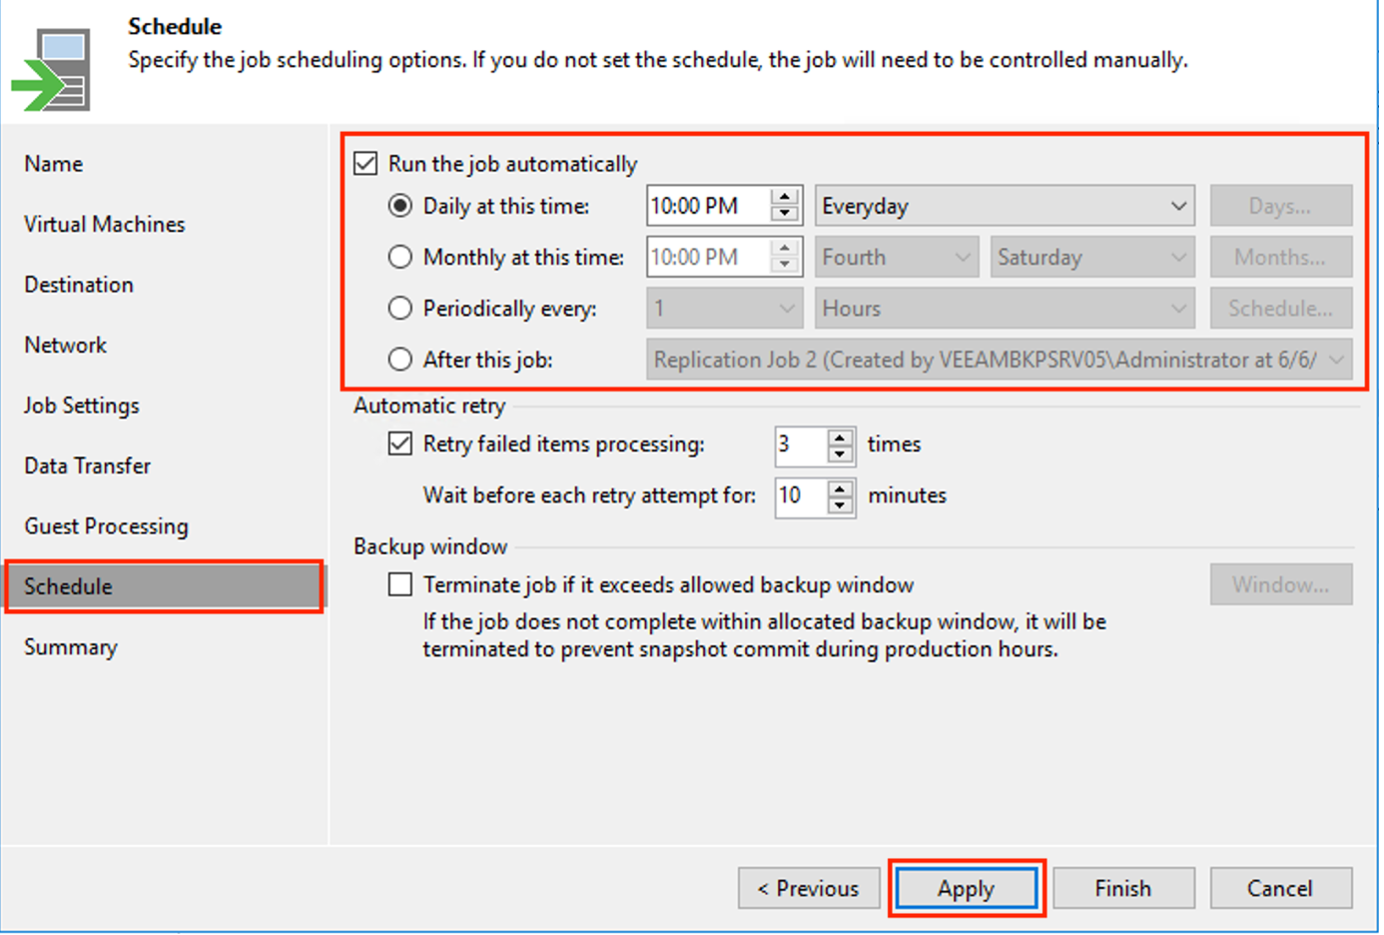 Schedule
Specify the job scheduling options. If you do not set the schedule, the job will need to be controlled manually.
Name
Virtual Machines
Destination
Network
Job Settings
Data Transfer
Guest Processing
Schedule
Summary
Run the job automatically
Daily at this time: 10:00 PM Everyday Days...
Monthly at this time: 10:00 PM Fourth Saturday Months...
Periodically every: 1 Hours Schedule...
After this job: Replication Job 2 (Created by VEEAMBKPSRV05\Administrator at 6/6/
Automatic retry
Retry failed items processing: 3 times
Wait before each retry attempt for: 10 minutes
Backup window
Terminate job if it exceeds allowed backup window Window...
If the job does not complete within allocated backup window, it will be
terminated to prevent snapshot commit during production hours.
< Previous Apply Finish Cancel